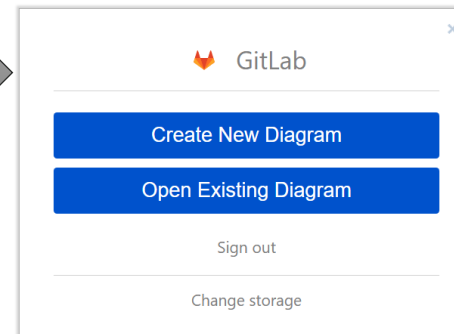 GitLab
Create New Diagram
Open Existing Diagram
Sign out
Change storage